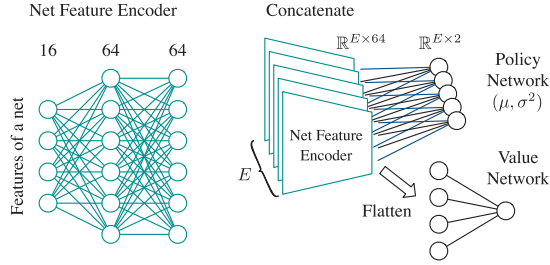 Net Feature Encoder
16 64 64
Features of a net
Concatenate
ℝ^{E×64} ℝ^{E×2}
Net Feature
Encoder
E
Flatten
Policy
Network
(μ, σ²)
Value
Network